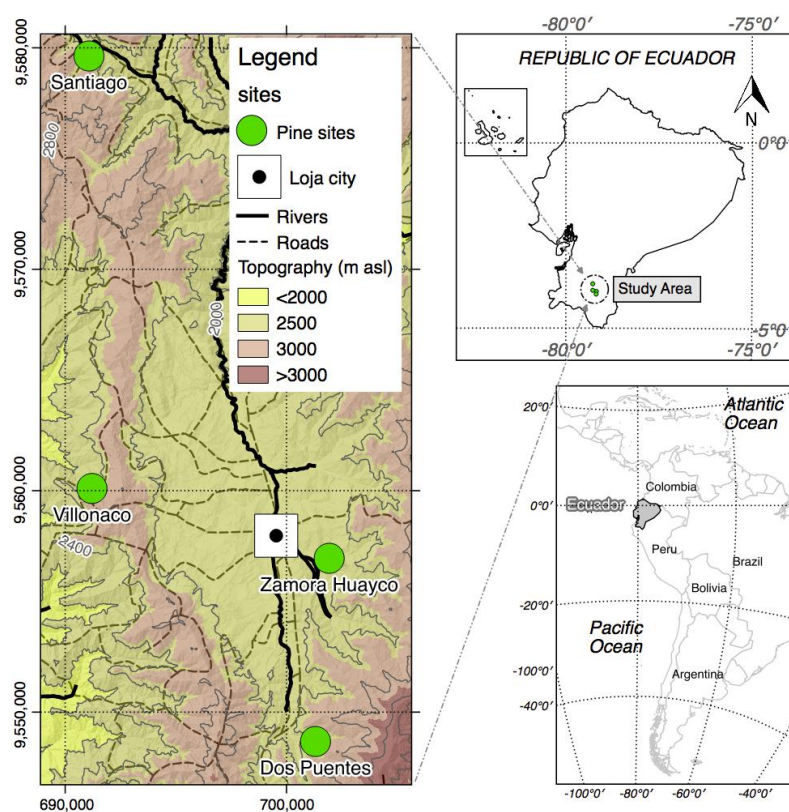 9,580,000
9,570,000
9,560,000
9,550,000
690,000
700,000
Santiago
2800
2000
Villonaco
2400
Zamora Huayco
Dos Puentes
Legend
sites
Pine sites
Loja city
Rivers
Roads
Topography (m asl)
<2000
2500
3000
>3000
-80°0′
-75°0′
REPUBLIC OF ECUADOR
N
0°0′
Study Area
-5°0′
-80°0′
-75°0′
20°0′
Atlantic
Ocean
Colombia
0°0′
Ecuador
Peru
Brazil
Bolivia
-20°0′
Pacific
Ocean
-100°0′
Argentina
-40°0′
-100°0′
-80°0′
-60°0′
-40°0′